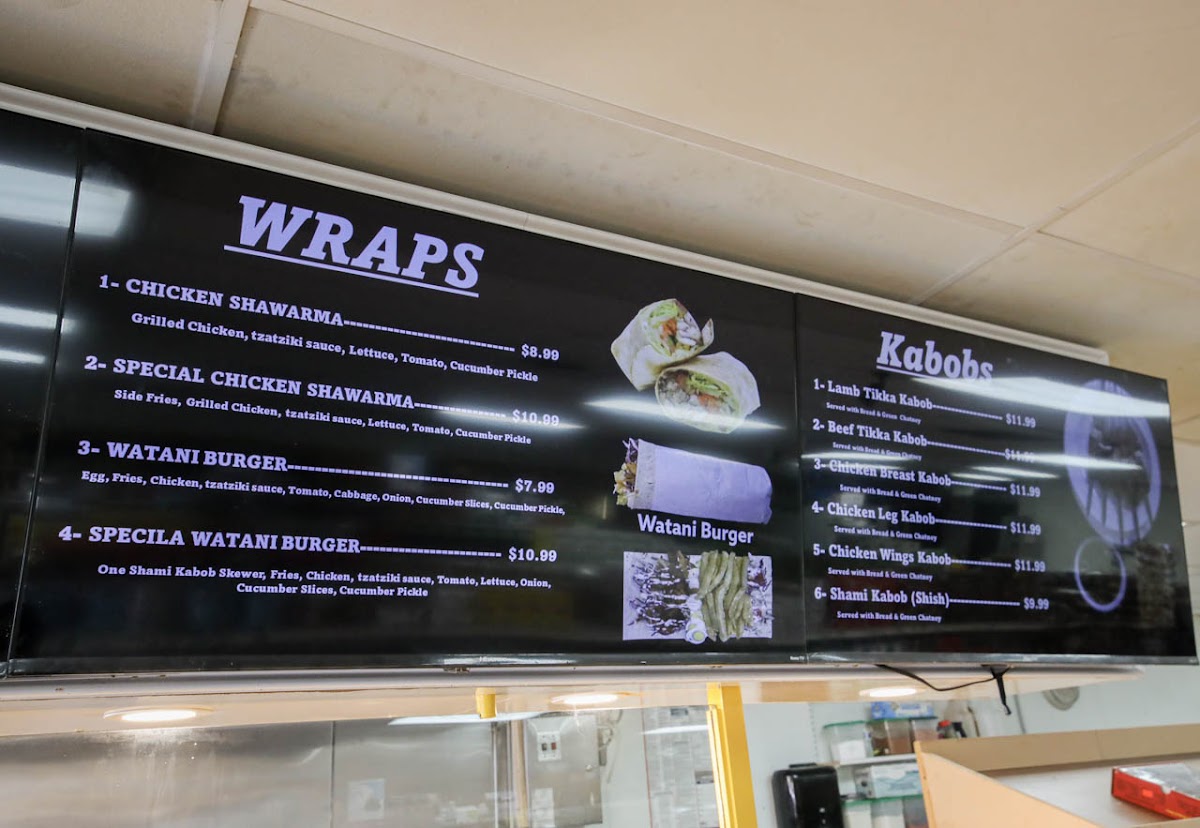 WRAPS
1- CHICKEN SHAWARMA--------------------------- $8.99
Grilled Chicken, tzatziki sauce, Lettuce, Tomato, Cucumber Pickle
2- SPECIAL CHICKEN SHAWARMA--------------- $10.99
Side Fries, Grilled Chicken, tzatziki sauce, Lettuce, Tomato, Cucumber Pickle
3- WATANI BURGER----------------------------------- $7.99
Egg, Fries, Chicken, tzatziki sauce, Tomato, Cabbage, Onion, Cucumber Slices, Cucumber Pickle,
4- SPECILA WATANI BURGER---------------------- $10.99
One Shami Kabob Skewer, Fries, Chicken, tzatziki sauce, Tomato, Lettuce, Onion,
Cucumber Slices, Cucumber Pickle
Watani Burger
Kabobs
1- Lamb Tikka Kabob------------------ $11.99
Served with Bread & Green Chatney
2- Beef Tikka Kabob-------------------- $11.99
Served with Bread & Green Chatney
3- Chicken Breast Kabob-------------- $11.99
Served with Bread & Green Chatney
4- Chicken Leg Kabob------------------ $11.99
Served with Bread & Green Chatney
5- Chicken Wings Kabob--------------- $11.99
Served with Bread & Green Chatney
6- Shami Kabob (Shish)------------------ $9.99
Served with Bread & Green Chatney